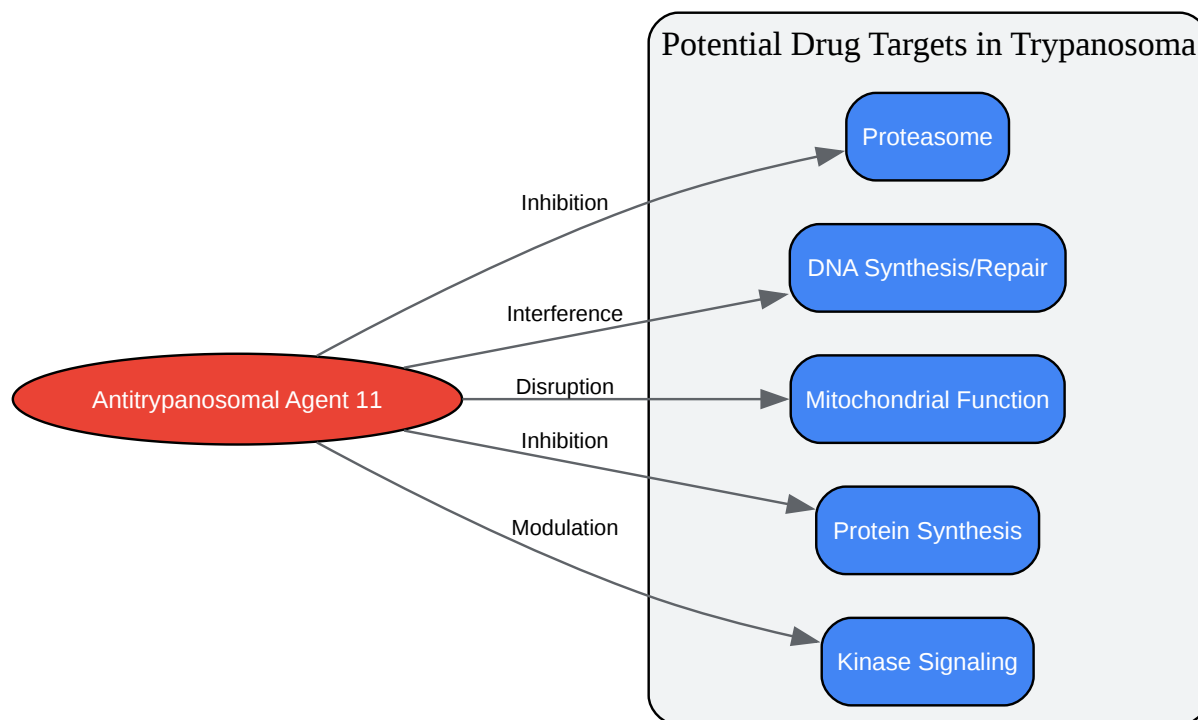 Potential Drug Targets in Trypanosoma
Proteasome
Inhibition
DNA Synthesis/Repair
Interference
Disruption
Antitrypanosomal Agent 11
Mitochondrial Function
Inhibition
Protein Synthesis
Modulation
Kinase Signaling